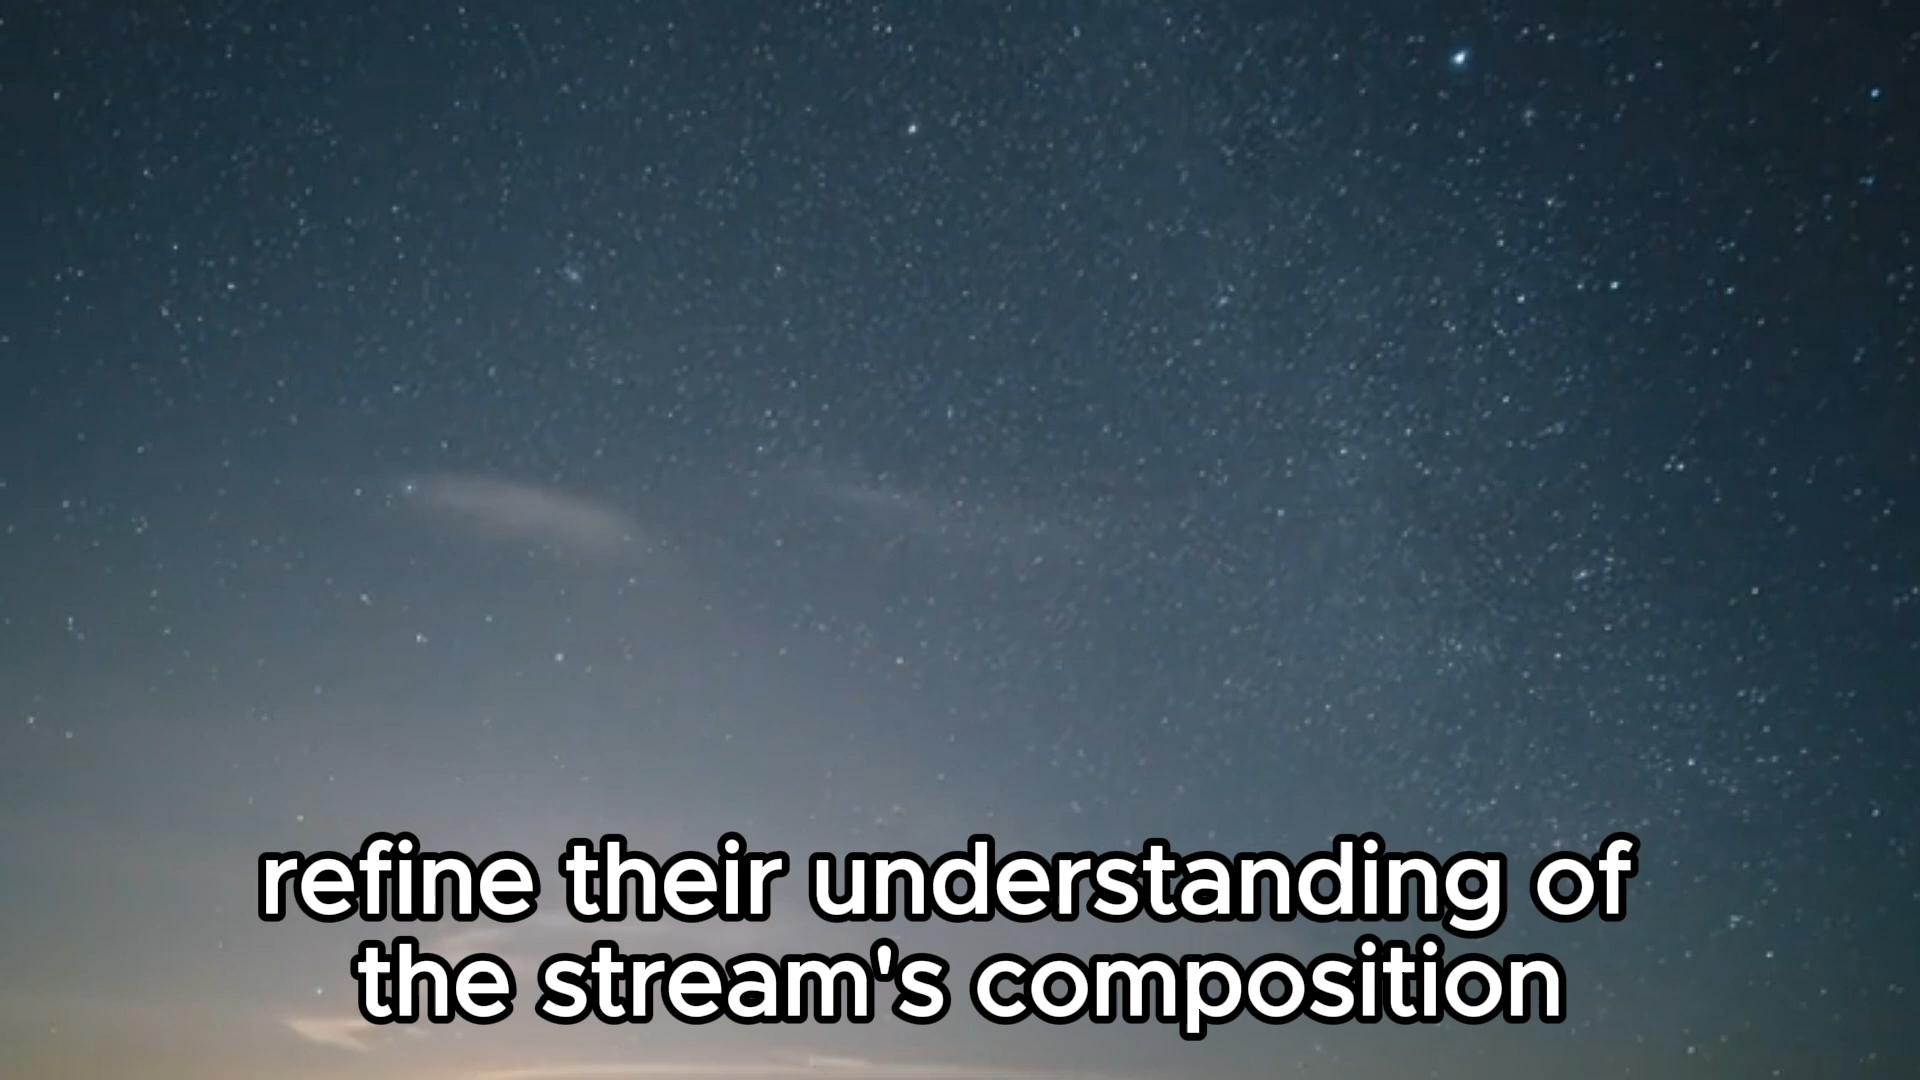 refine their understanding of
the stream's composition